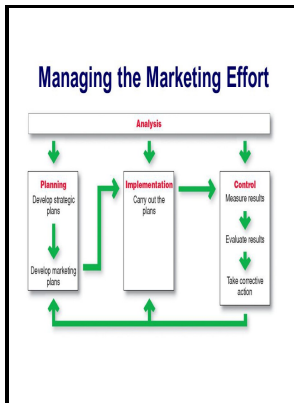 Managing the Marketing Effort
Analysis
Planning
Develop strategic
plans
Develop marketing
plans
Implementation
Carry out the
plans
Control
Measure results
Evaluate results
Take corrective
action